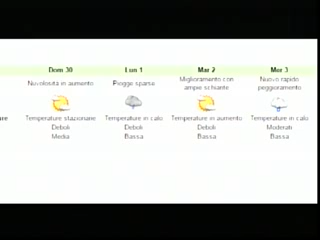 Dom 30 Lun 1 Mar 2 Mer 3
Nuvolosità in aumento Piogge sparse Miglioramento con ampie schiarite Nuovo rapido peggioramento
Temperature stazionarie Temperature in calo Temperature in aumento Temperature in calo
Deboli Deboli Deboli Moderati
Media Bassa Bassa Bassa